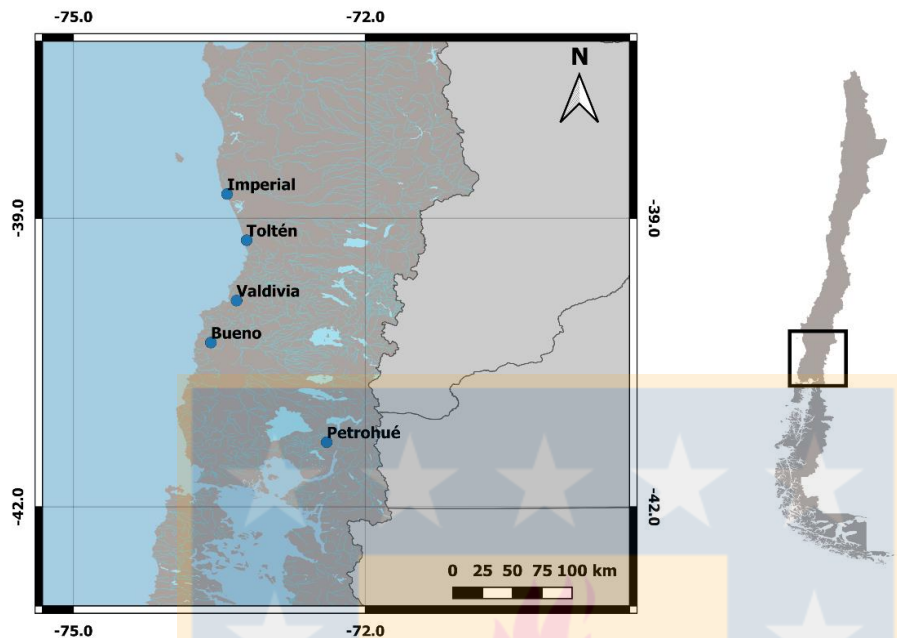 -75.0
-72.0
N
Imperial
-39.0
-39.0
Toltén
Valdivia
Bueno
Petrohué
-42.0
-42.0
0 25 50 75 100 km
-75.0
-72.0